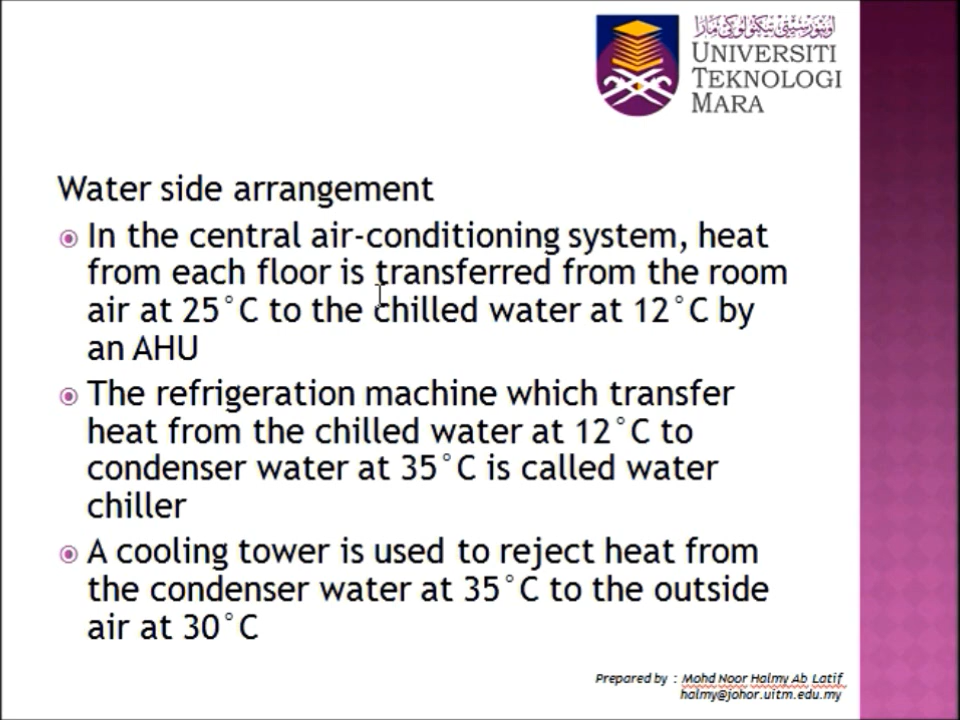 اونيۏرسيتي تيكنولوڬي مارا
UNIVERSITI
TEKNOLOGI
MARA
Water side arrangement
In the central air-conditioning system, heat
from each floor is transferred from the room
air at 25°C to the chilled water at 12°C by
an AHU
The refrigeration machine which transfer
heat from the chilled water at 12°C to
condenser water at 35°C is called water
chiller
A cooling tower is used to reject heat from
the condenser water at 35°C to the outside
air at 30°C
Prepared by : Mohd Noor Halmy Ab Latif
halmy@johor.uitm.edu.my